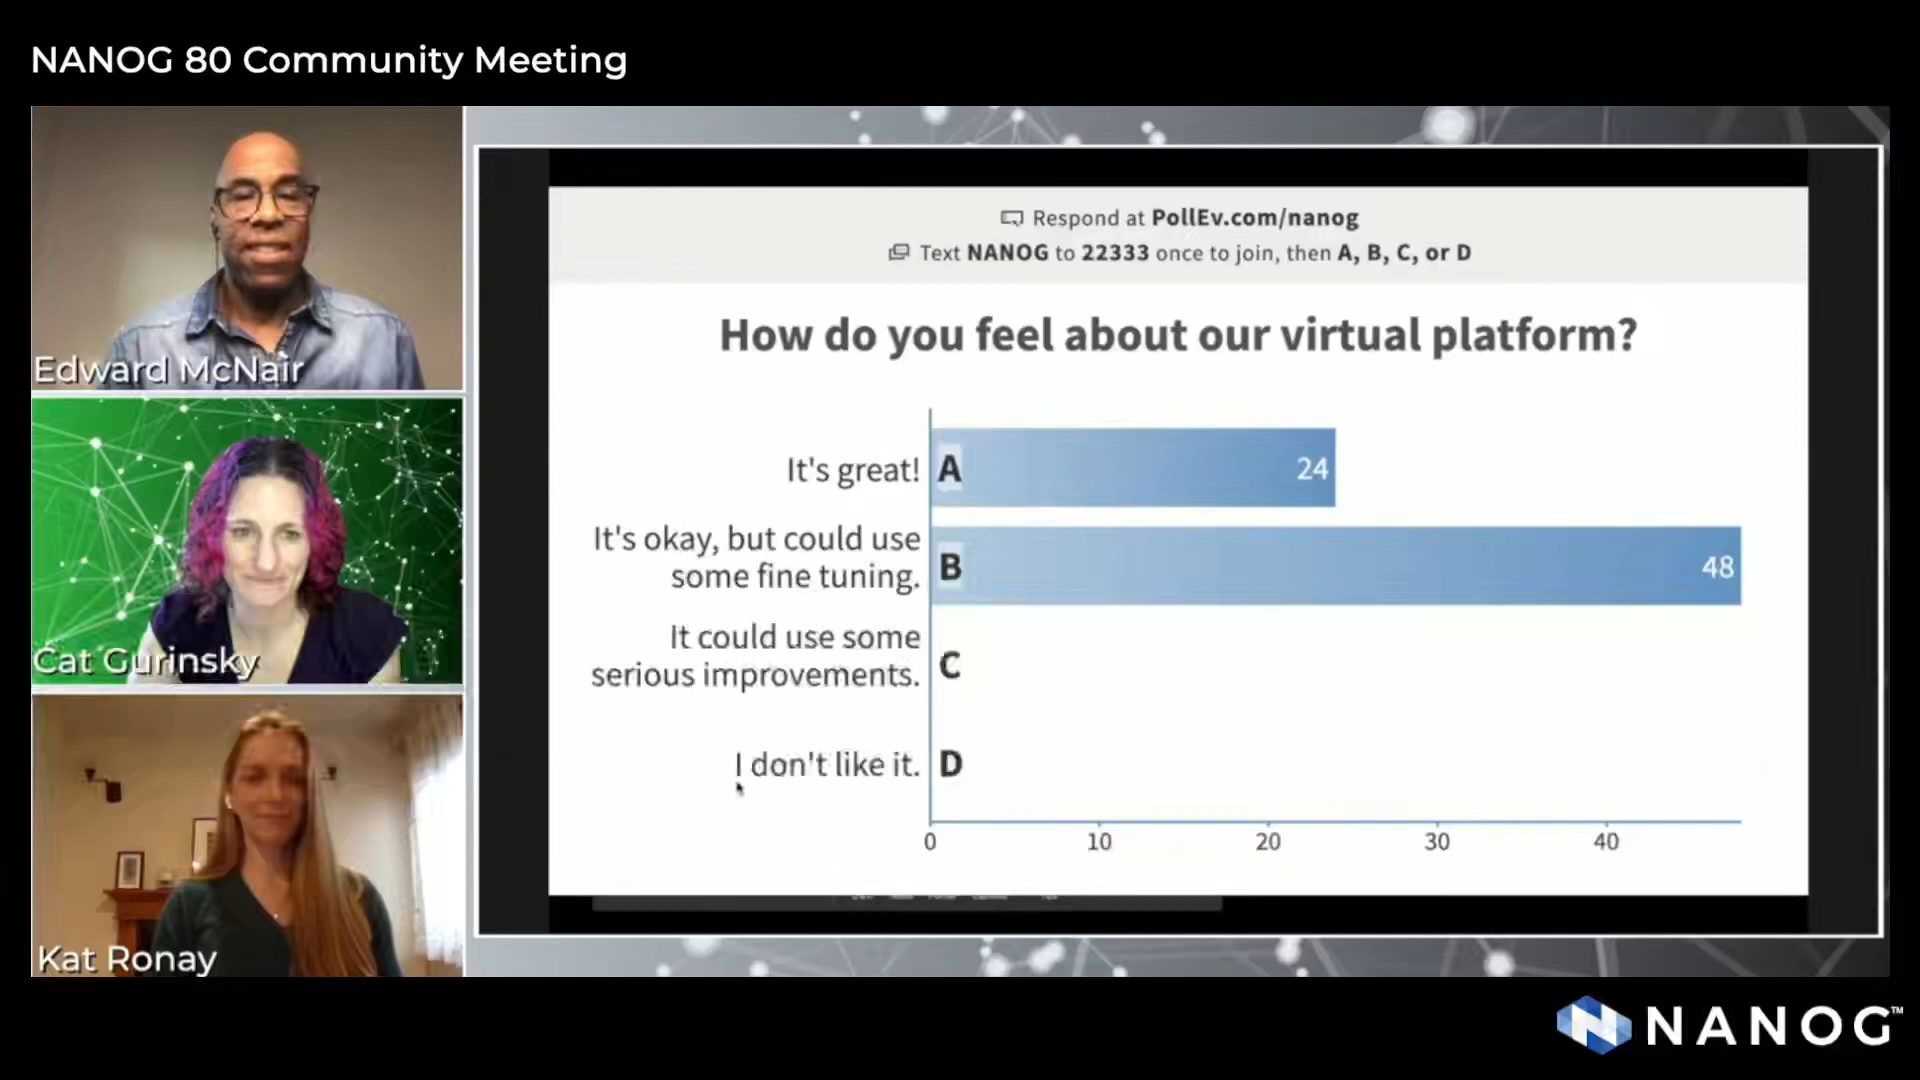 NANOG 80 Community Meeting
Edward McNair
Cat Gurinsky
Kat Ronay
Respond at PollEv.com/nanog
Text NANOG to 22333 once to join, then A, B, C, or D
How do you feel about our virtual platform?
It's great! A 24
It's okay, but could use
some fine tuning. B 48
It could use some
serious improvements. C
I don't like it. D
0 10 20 30 40
NANOG™